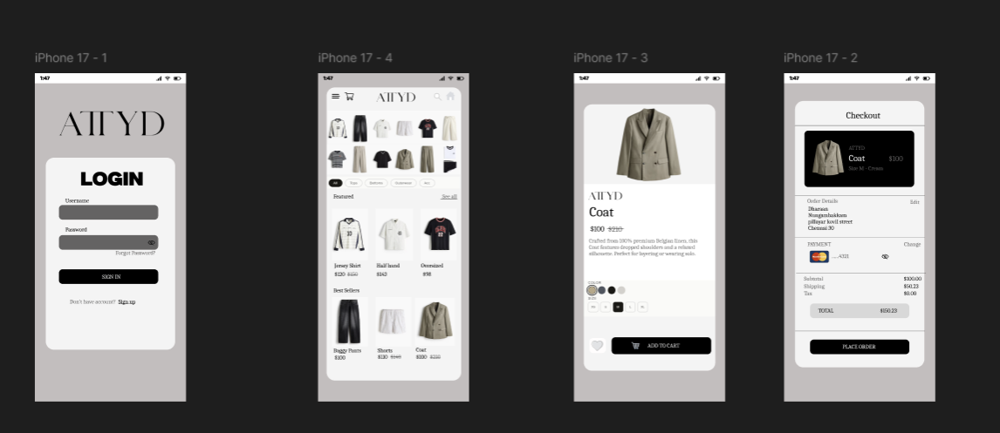 iPhone 17 - 1
1:47
ATTYD
LOGIN
Username
Password
Forgot Password?
SIGN IN
Don't have account? Sign up
iPhone 17 - 4
1:47
ATTYD
All
Tops
Bottoms
Outerwear
Acc
Featured
See all
Jersey Shirt
$120 $150
Half hand
$143
Oversized
$98
Best Sellers
Baggy Pants
$100
Shorts
$110 $140
Coat
$100 $210
iPhone 17 - 3
1:47
ATTYD
Coat
$100 $210
Crafted from 100% premium Belgian linen, this
Coat features dropped shoulders and a relaxed
silhouette. Perfect for layering or wearing solo.
COLOR
SIZE
XS S M L XL
ADD TO CART
iPhone 17 - 2
1:47
Checkout
ATTYD
Coat $100
Size M - Cream
Order Details Edit
Dharaan
Nungambakkam
pillayar kovil street
Chennai 30
PAYMENT Change
.....4321
Subtotal $100.00
Shipping $50.23
Tax $0.00
TOTAL $150.23
PLACE ORDER